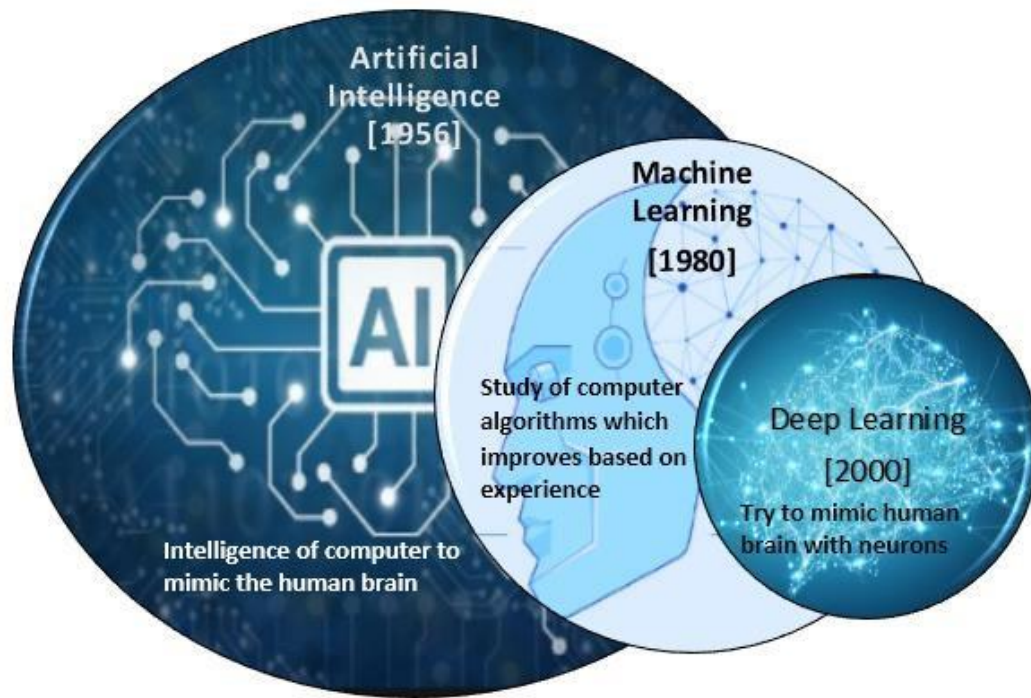 Artificial
Intelligence
[1956]
AI
Intelligence of computer to
mimic the human brain
Machine
Learning
[1980]
Study of computer
algorithms which
improves based on
experience
Deep Learning
[2000]
Try to mimic human
brain with neurons